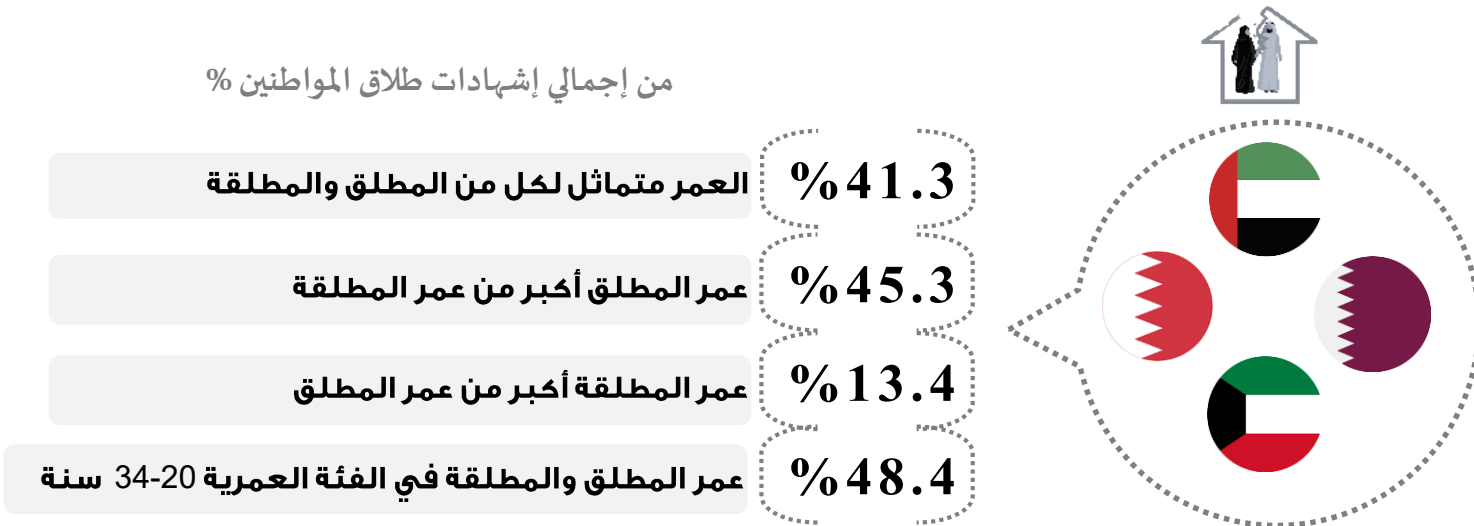 من إجمالي إشهادات طلاق المواطنين %
%41.3 العمر متماثل لكل من المطلق والمطلقة
%45.3 عمر المطلق أكبر من عمر المطلقة
%13.4 عمر المطلقة أكبر من عمر المطلق
%48.4 عمر المطلق والمطلقة في الفئة العمرية 20-34 سنة